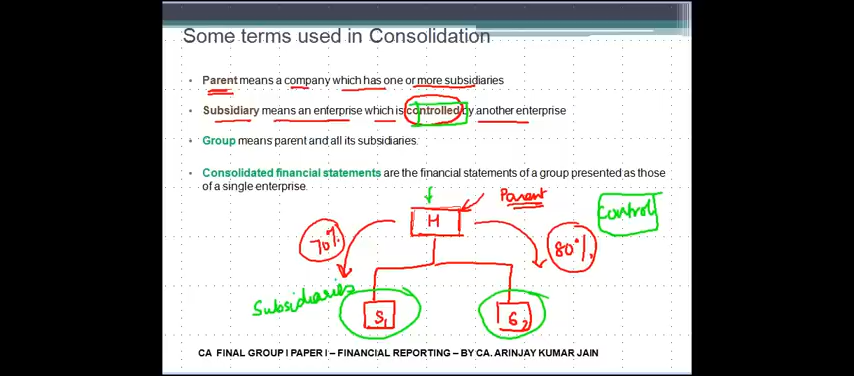 Some terms used in Consolidation
• Parent means a company which has one or more subsidiaries
• Subsidiary means an enterprise which is controlled by another enterprise
• Group means parent and all its subsidiaries.
• Consolidated financial statements are the financial statements of a group presented as those
of a single enterprise.
Parent
Control
H
70%
80%
Subsidiaries
S1
S2
CA FINAL GROUP I PAPER I – FINANCIAL REPORTING – BY CA. ARINJAY KUMAR JAIN